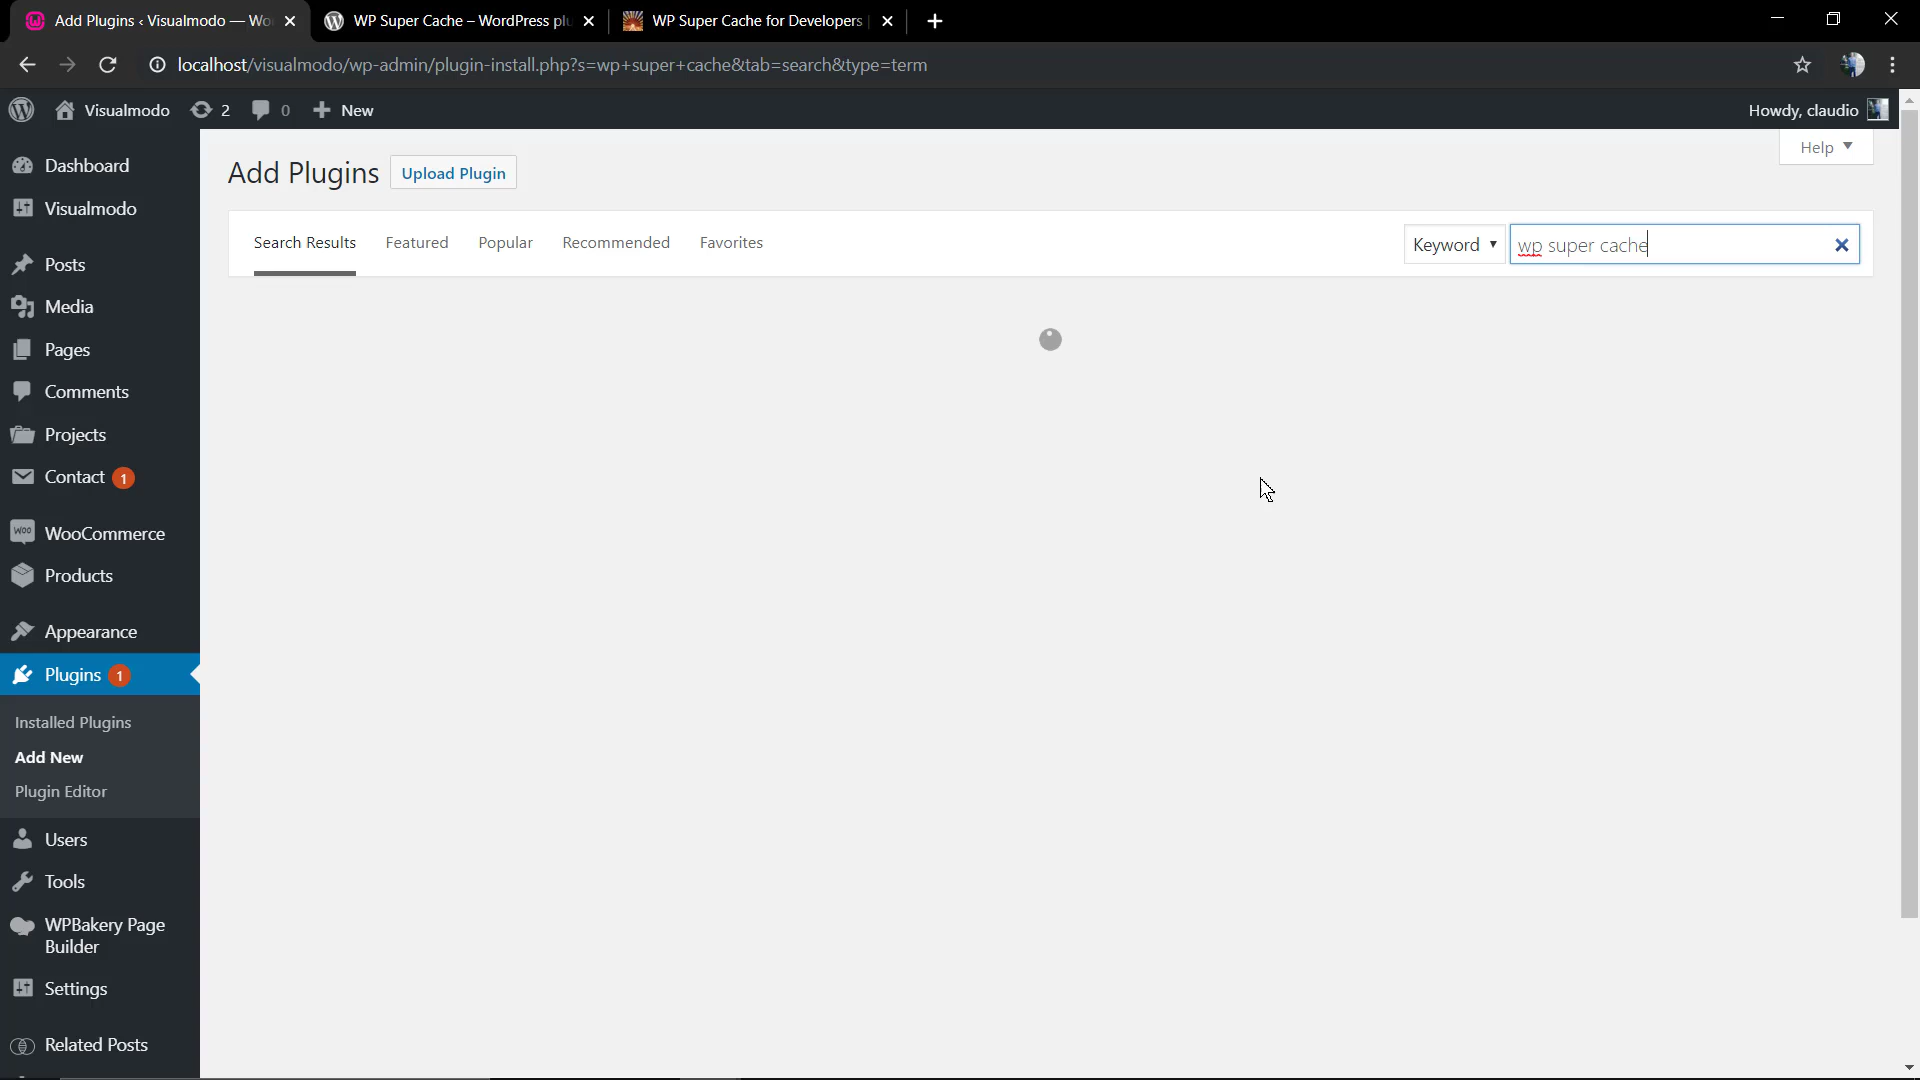 Add Plugins ‹ Visualmodo — Wo
WP Super Cache – WordPress plu
WP Super Cache for Developers
localhost/visualmodo/wp-admin/plugin-install.php?s=wp+super+cache&tab=search&type=term
Visualmodo
2
0
New
Howdy, claudio
Dashboard
Visualmodo
Posts
Media
Pages
Comments
Projects
Contact 1
WooCommerce
Products
Appearance
Plugins 1
Installed Plugins
Add New
Plugin Editor
Users
Tools
WPBakery Page
Builder
Settings
Related Posts
Help
Add Plugins
Upload Plugin
Search Results
Featured
Popular
Recommended
Favorites
Keyword
wp super cache